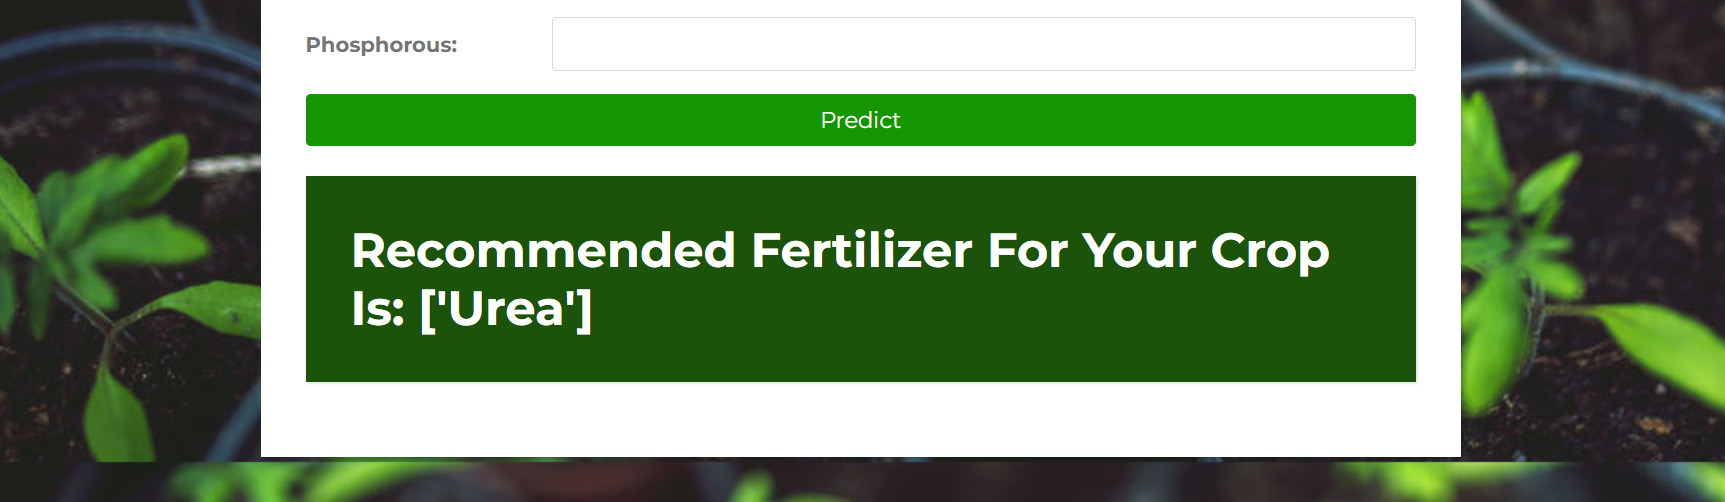 Phosphorous:
Predict
Recommended Fertilizer For Your Crop
Is: ['Urea']